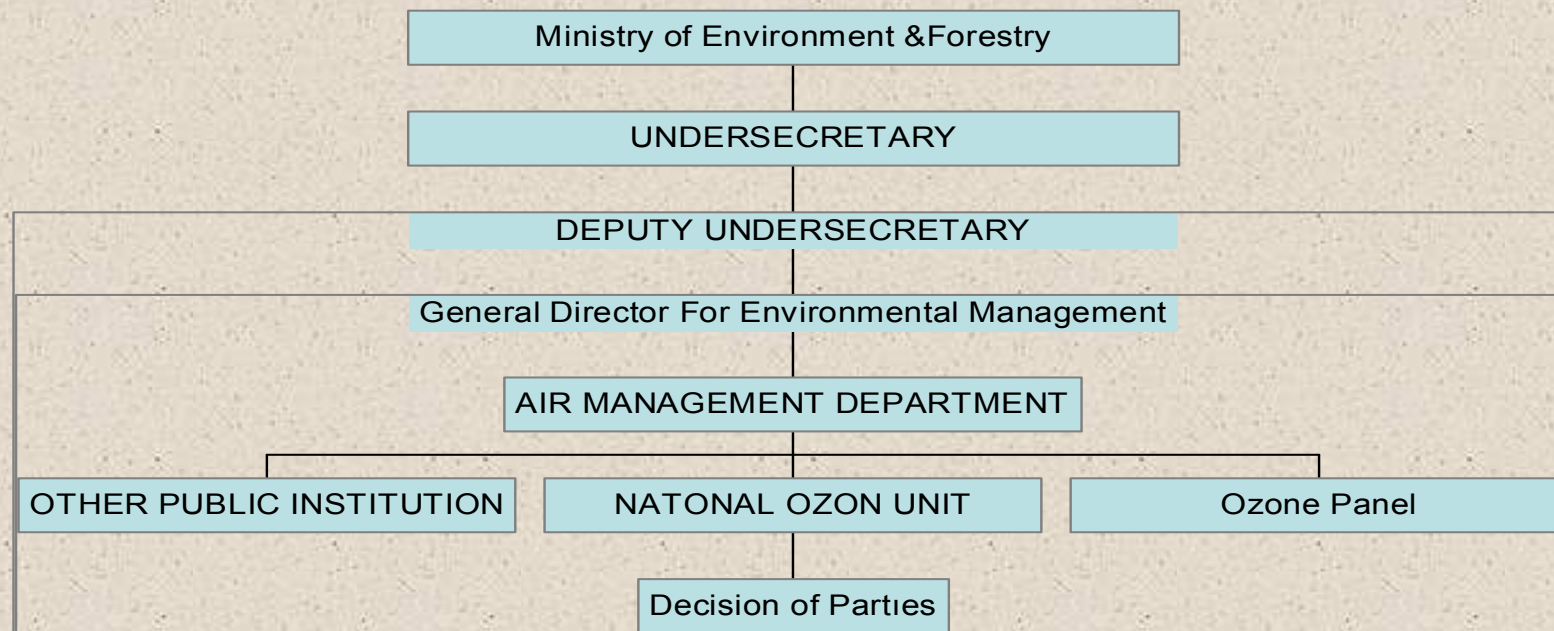 Ministry of Environment &Forestry
UNDERSECRETARY
DEPUTY UNDERSECRETARY
General Director For Environmental Management
AIR MANAGEMENT DEPARTMENT
OTHER PUBLIC INSTITUTION
NATONAL OZON UNIT
Ozone Panel
Decision of Partıes